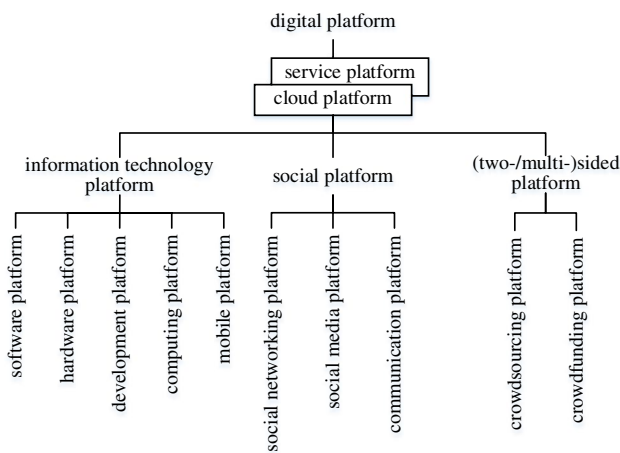 digital platform
service platform
cloud platform
information technology
platform
social platform
(two-/multi-)sided
platform
software platform
hardware platform
development platform
computing platform
mobile platform
social networking platform
social media platform
communication platform
crowdsourcing platform
crowdfunding platform